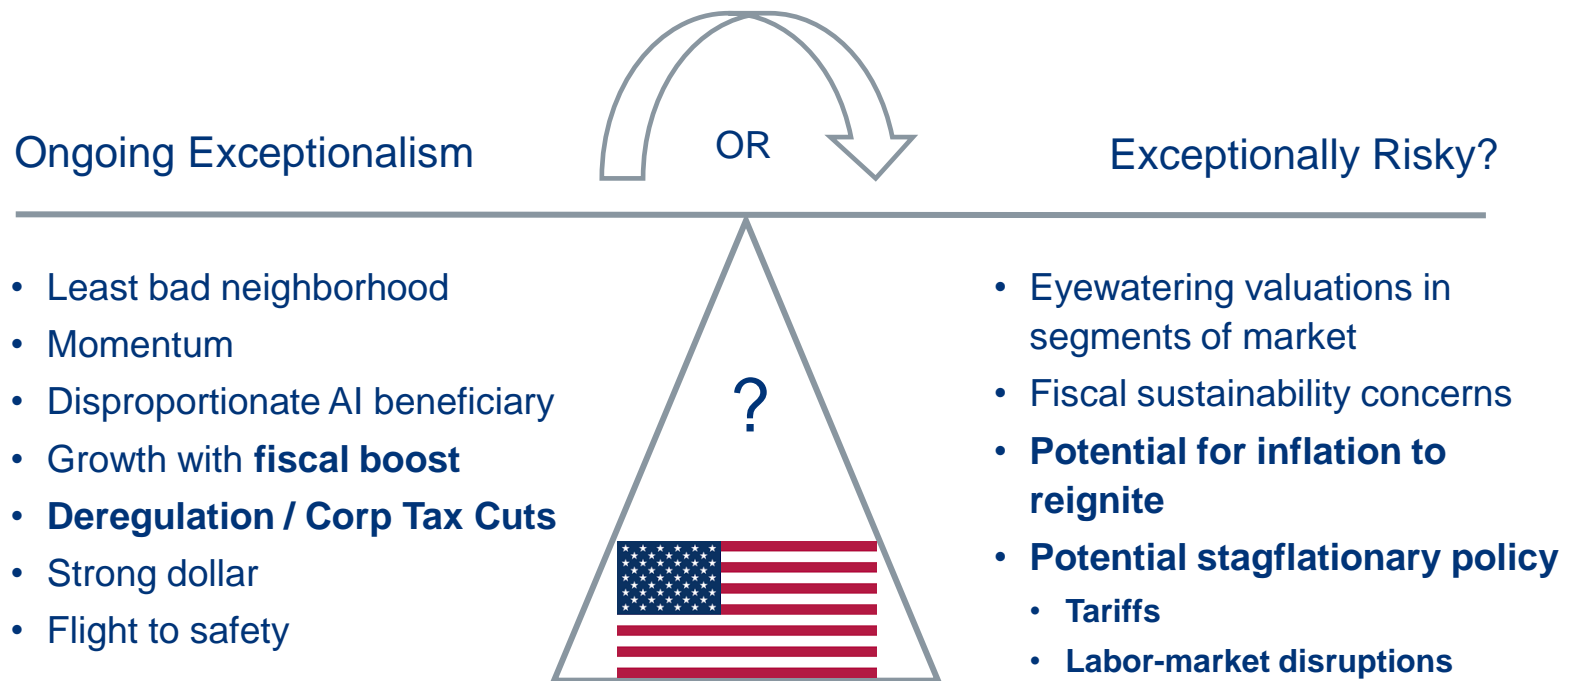 OR
Ongoing Exceptionalism
Exceptionally Risky?
• Least bad neighborhood
• Momentum
• Disproportionate AI beneficiary
• Growth with fiscal boost
• Deregulation / Corp Tax Cuts
• Strong dollar
• Flight to safety
?
• Eyewatering valuations in
segments of market
• Fiscal sustainability concerns
• Potential for inflation to
reignite
• Potential stagflationary policy
• Tariffs
• Labor-market disruptions